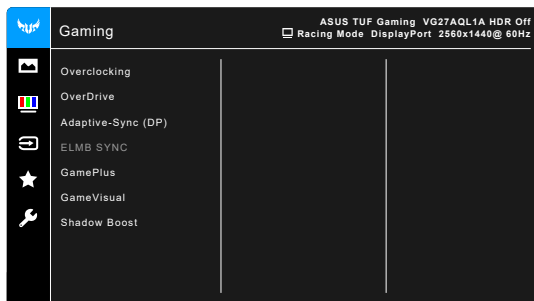 Gaming
ASUS TUF Gaming VG27AQL1A HDR Off
Racing Mode DisplayPort 2560x1440@ 60Hz
Overclocking
OverDrive
Adaptive-Sync (DP)
ELMB SYNC
GamePlus
GameVisual
Shadow Boost